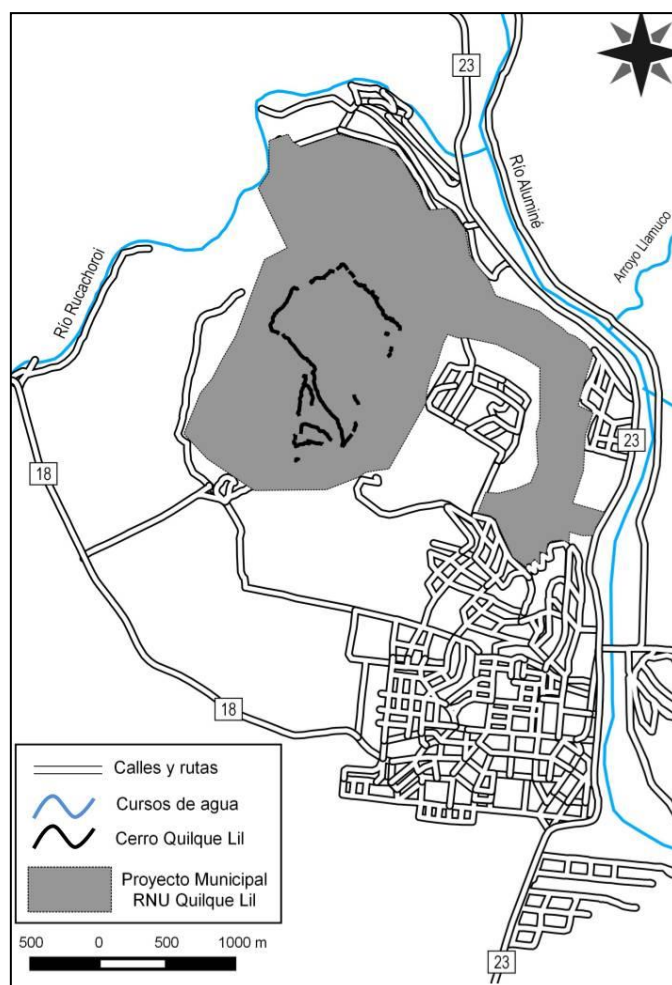 23
Río Aluminé
Arroyo Llamuco
Río Rucachoroi
23
18
18
Calles y rutas
Cursos de agua
Cerro Quilque Lil
Proyecto Municipal
RNU Quilque Lil
500 0 500 1000 m
23